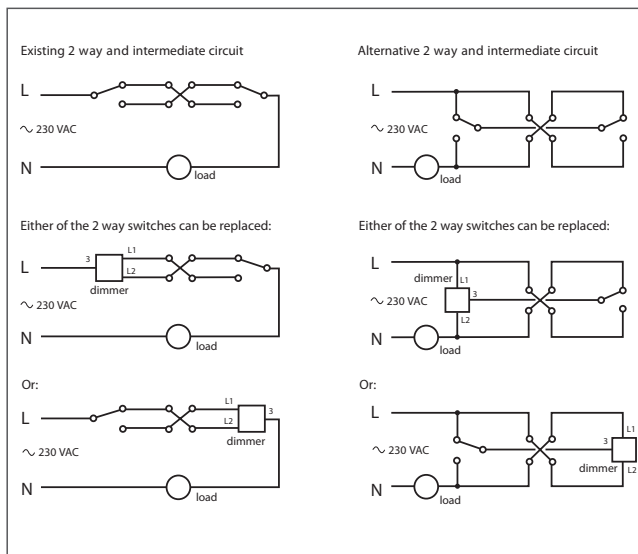 Existing 2 way and intermediate circuit
L
230 VAC
N
load
Either of the 2 way switches can be replaced:
3
L1
L
L2
dimmer
230 VAC
N
load
Or:
L1
3
L
L2
dimmer
230 VAC
N
load
Alternative 2 way and intermediate circuit
L
230 VAC
N
load
Either of the 2 way switches can be replaced:
L
dimmer
L1
230 VAC
3
L2
N
load
Or:
L
L1
230 VAC
3
dimmer
L2
N
load